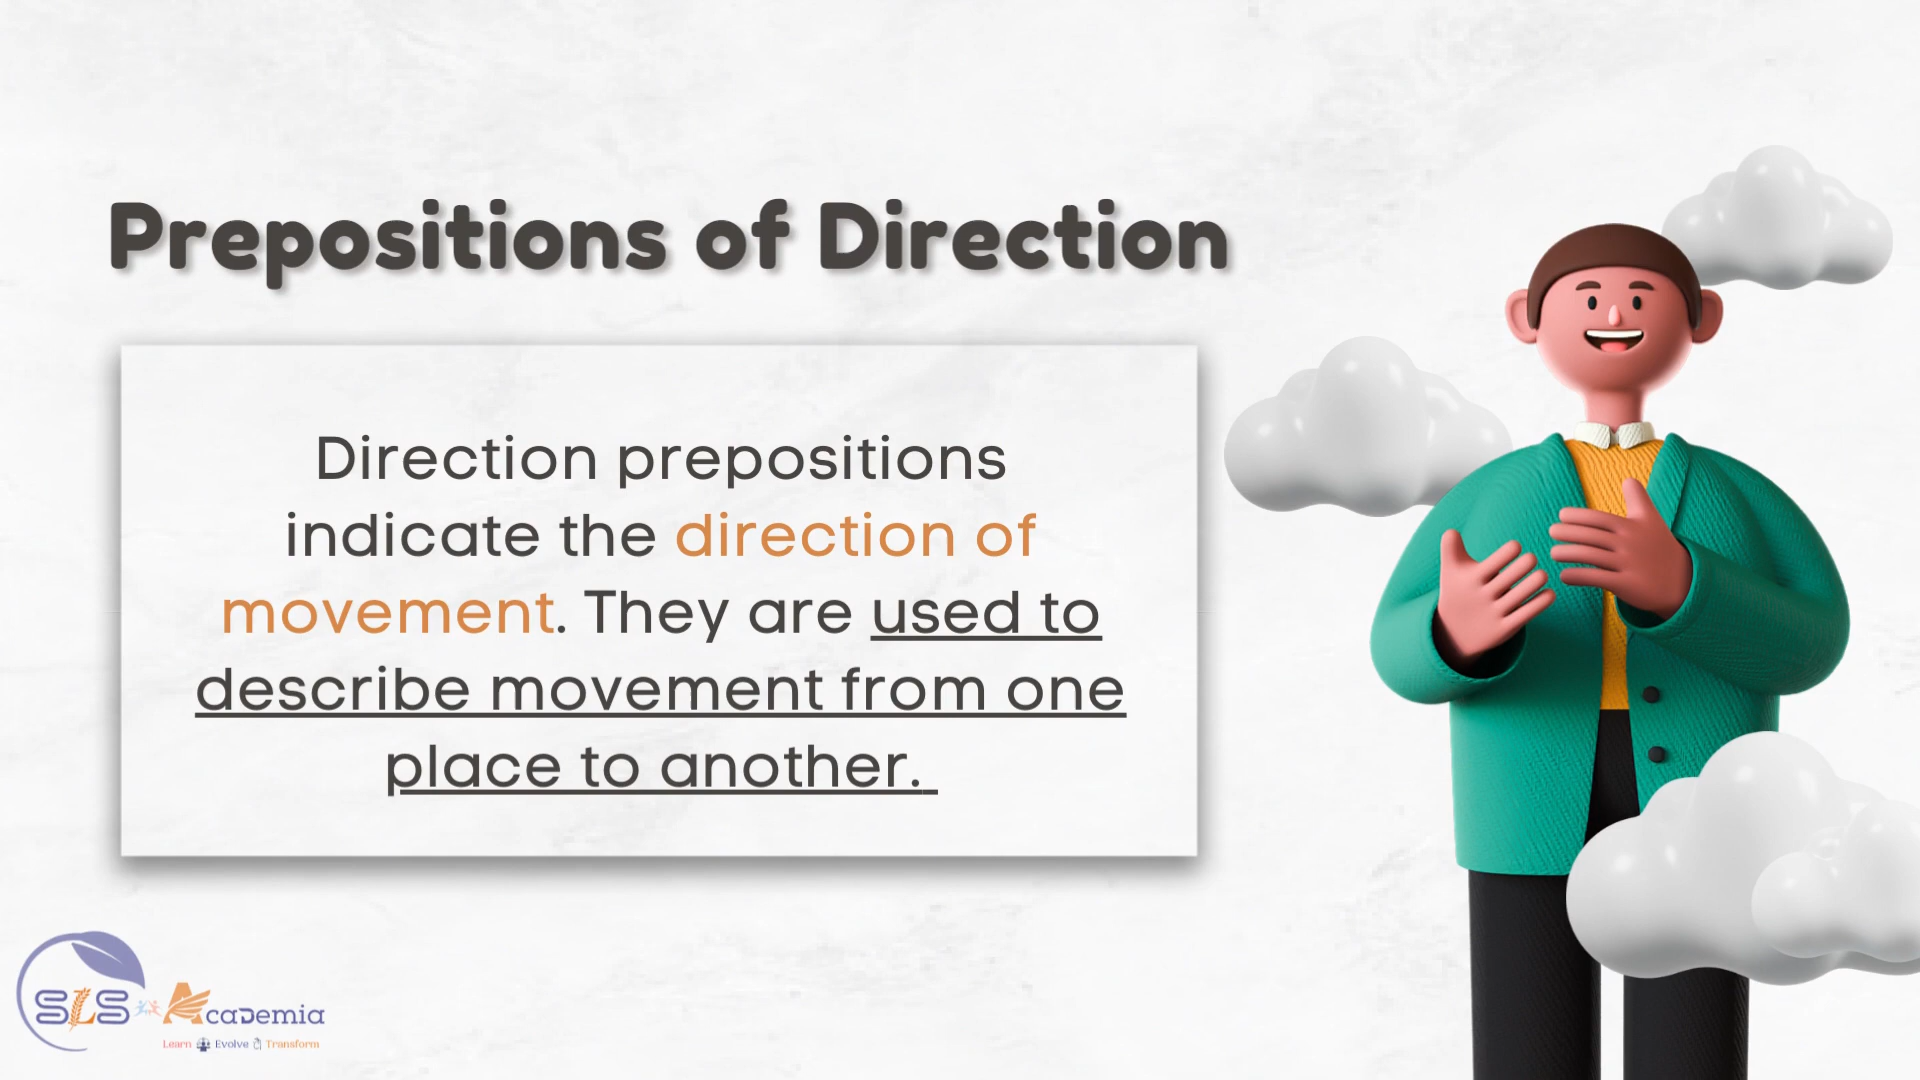 Prepositions of Direction
Direction prepositions
indicate the direction of
movement. They are used to
describe movement from one
place to another.
SLS AcaDemia
Learn Evolve Transform